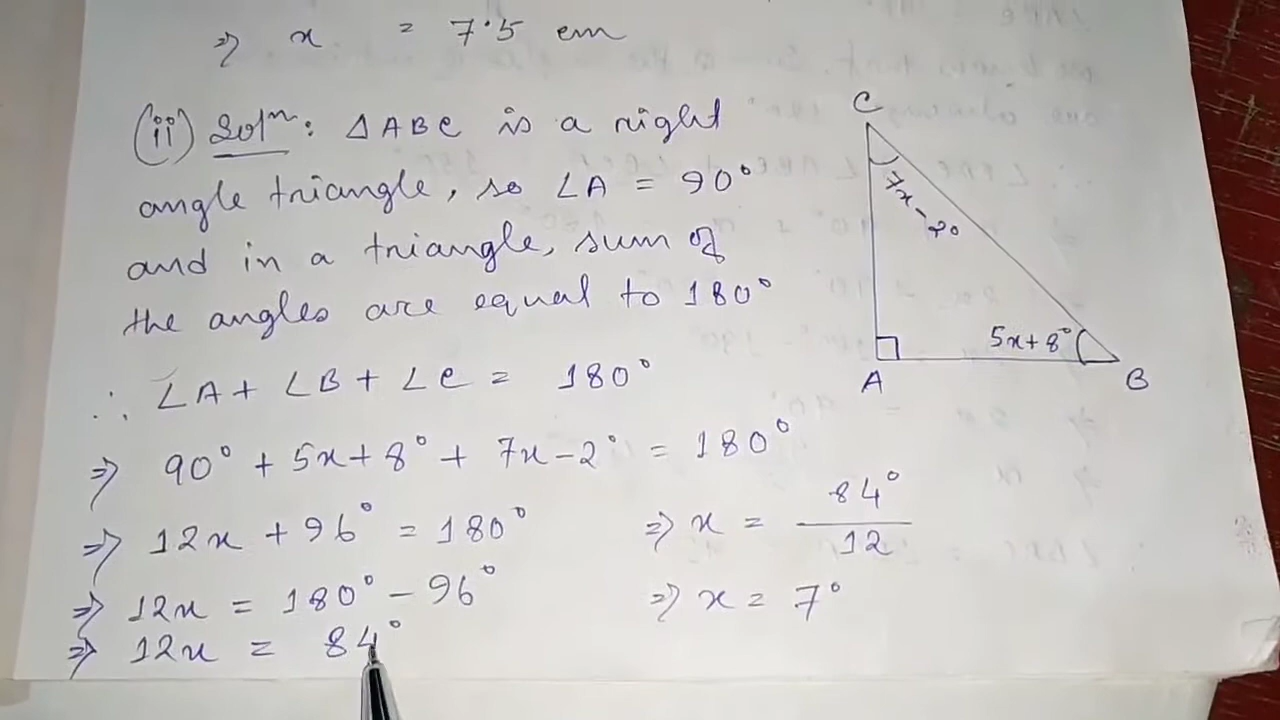 ⇒ x = 7.5 cm
(ii) Solⁿ: △ABC is a right
angle triangle, so ∠A = 90°
and in a triangle, sum of
the angles are equal to 180°
∴ ∠A + ∠B + ∠C = 180°
⇒ 90° + 5x + 8° + 7x - 2° = 180°
⇒ 12x + 96° = 180°
⇒ 12x = 180° - 96°
⇒ 12x = 84°
⇒ x = 84° / 12
⇒ x = 7°
C
7x - 20
5x + 8°
A
B